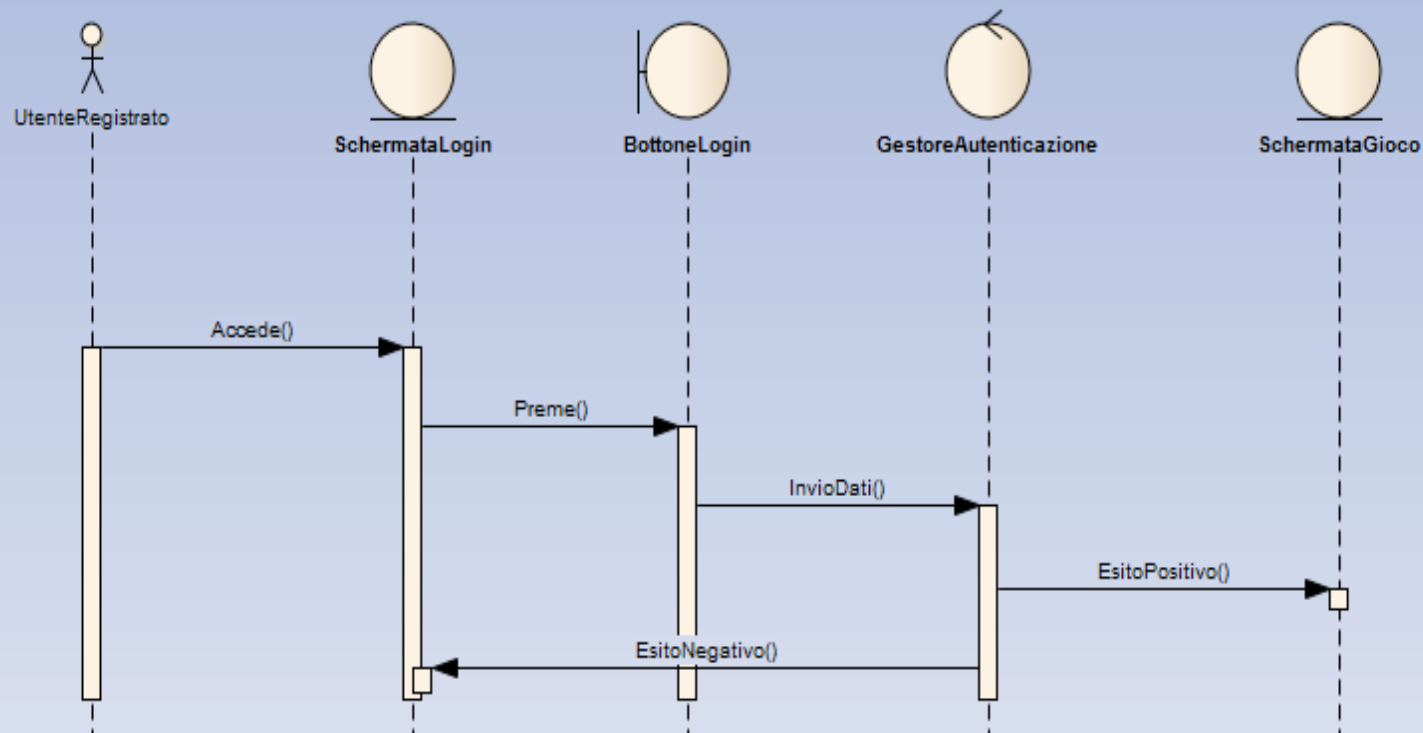 UtenteRegistrato
SchermataLogin
BottoneLogin
GestoreAutenticazione
SchermataGioco
Accede()
Preme()
InvioDati()
EsitoPositivo()
EsitoNegativo()